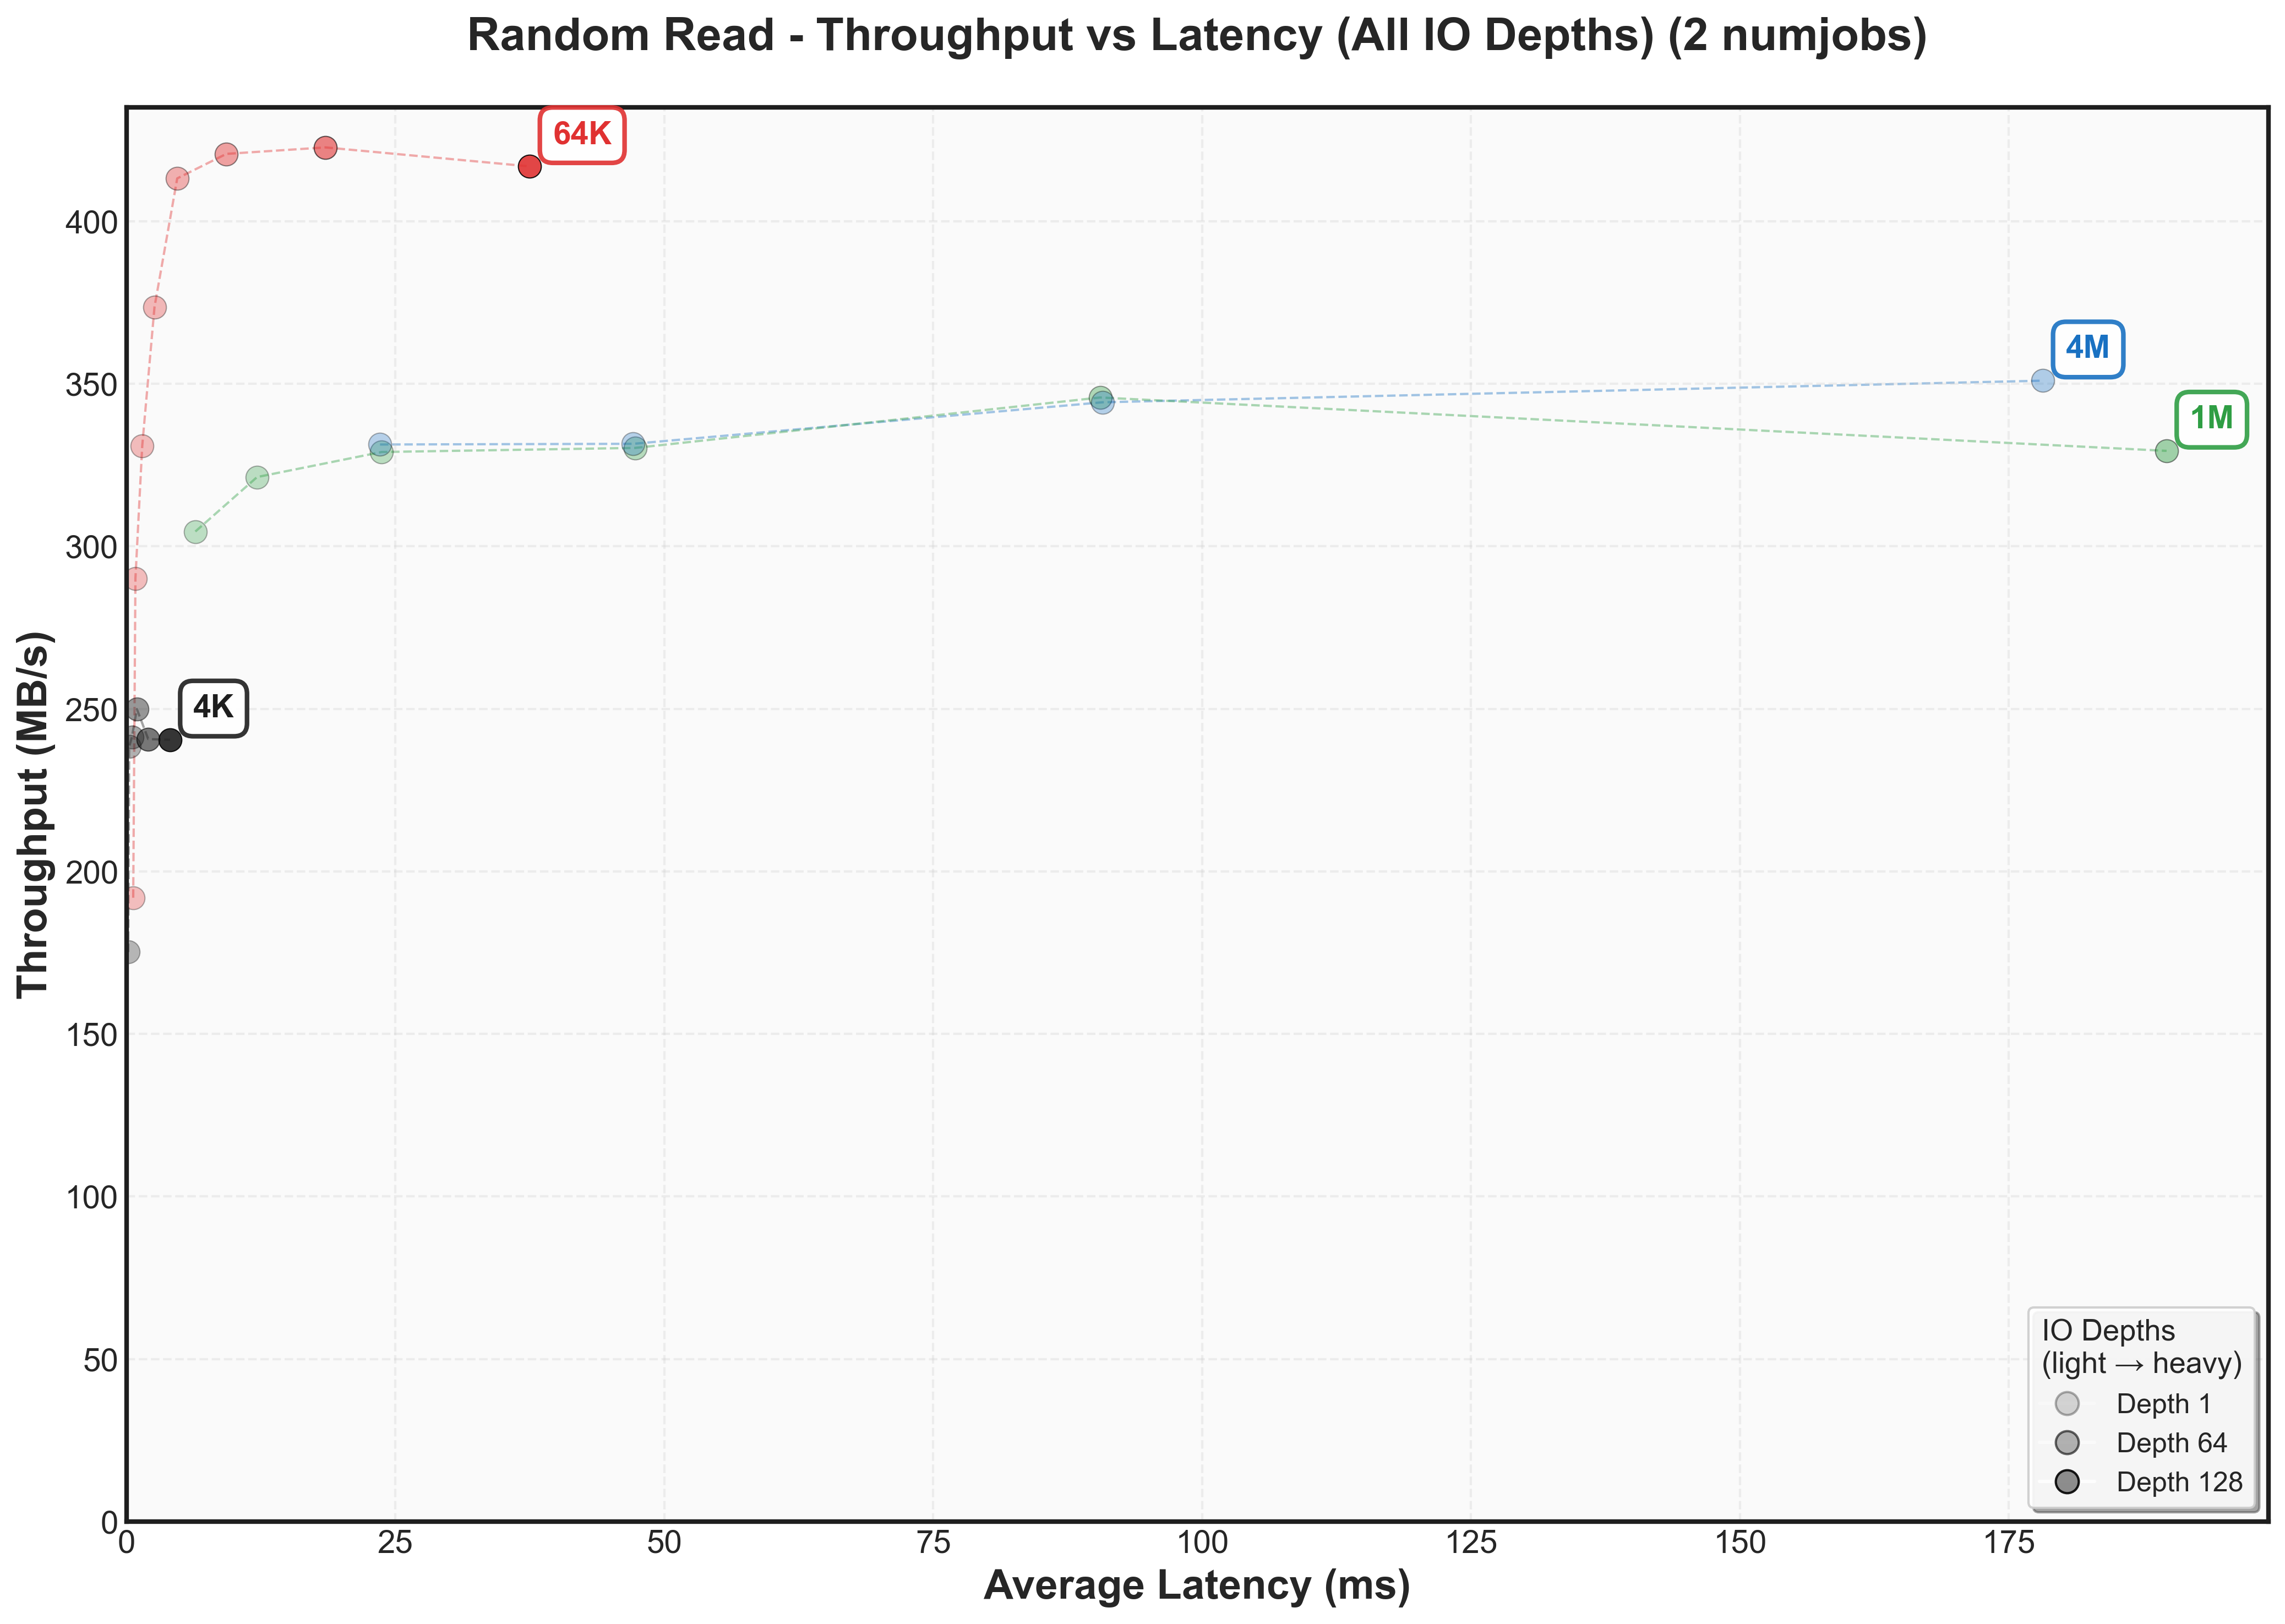 Random Read - Throughput vs Latency (All IO Depths) (2 numjobs)
64K
400
4M
350
1M
300
4K
250
200
150
100
50
0
Throughput (MB/s)
IO Depths
(light → heavy)
Depth 1
Depth 64
Depth 128
0 25 50 75 100 125 150 175
Average Latency (ms)